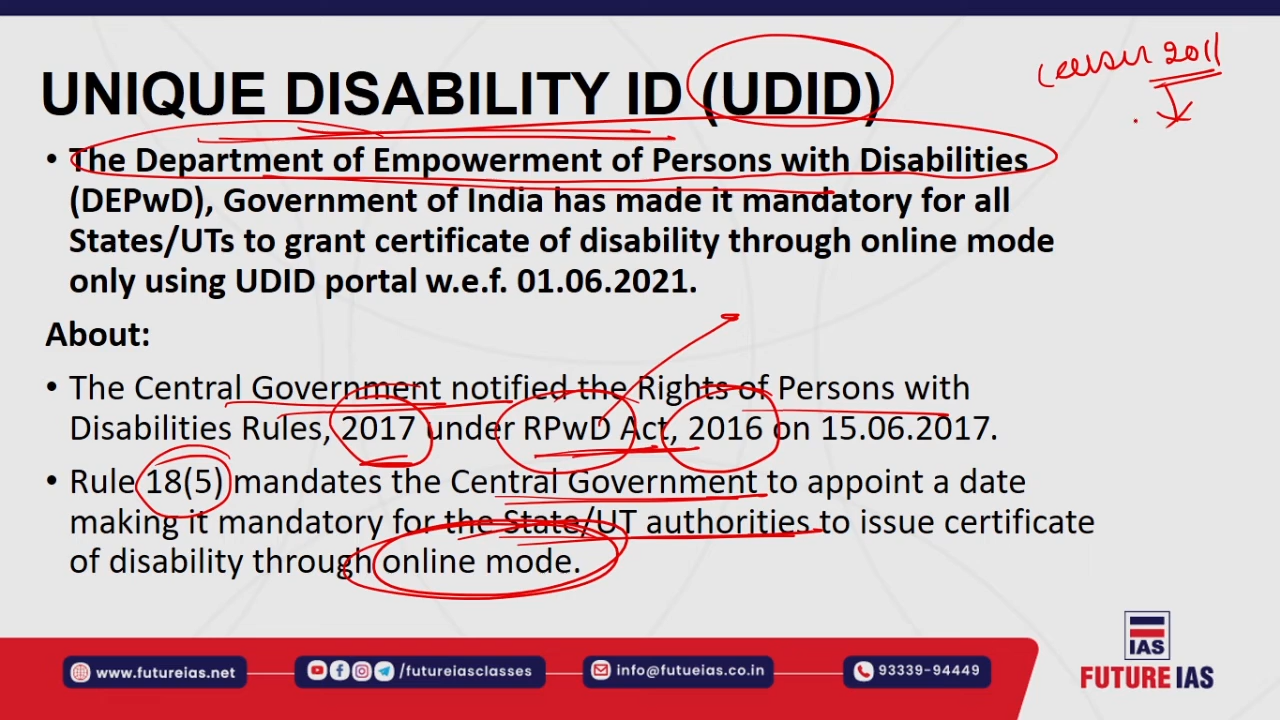 UNIQUE DISABILITY ID (UDID)
census 2011
• The Department of Empowerment of Persons with Disabilities
(DEPwD), Government of India has made it mandatory for all
States/UTs to grant certificate of disability through online mode
only using UDID portal w.e.f. 01.06.2021.
About:
• The Central Government notified the Rights of Persons with
Disabilities Rules, 2017 under RPwD Act, 2016 on 15.06.2017.
• Rule 18(5) mandates the Central Government to appoint a date
making it mandatory for the State/UT authorities to issue certificate
of disability through online mode.
www.futureias.net
/futureiasclasses
info@futueias.co.in
93339-94449
IAS
FUTURE IAS